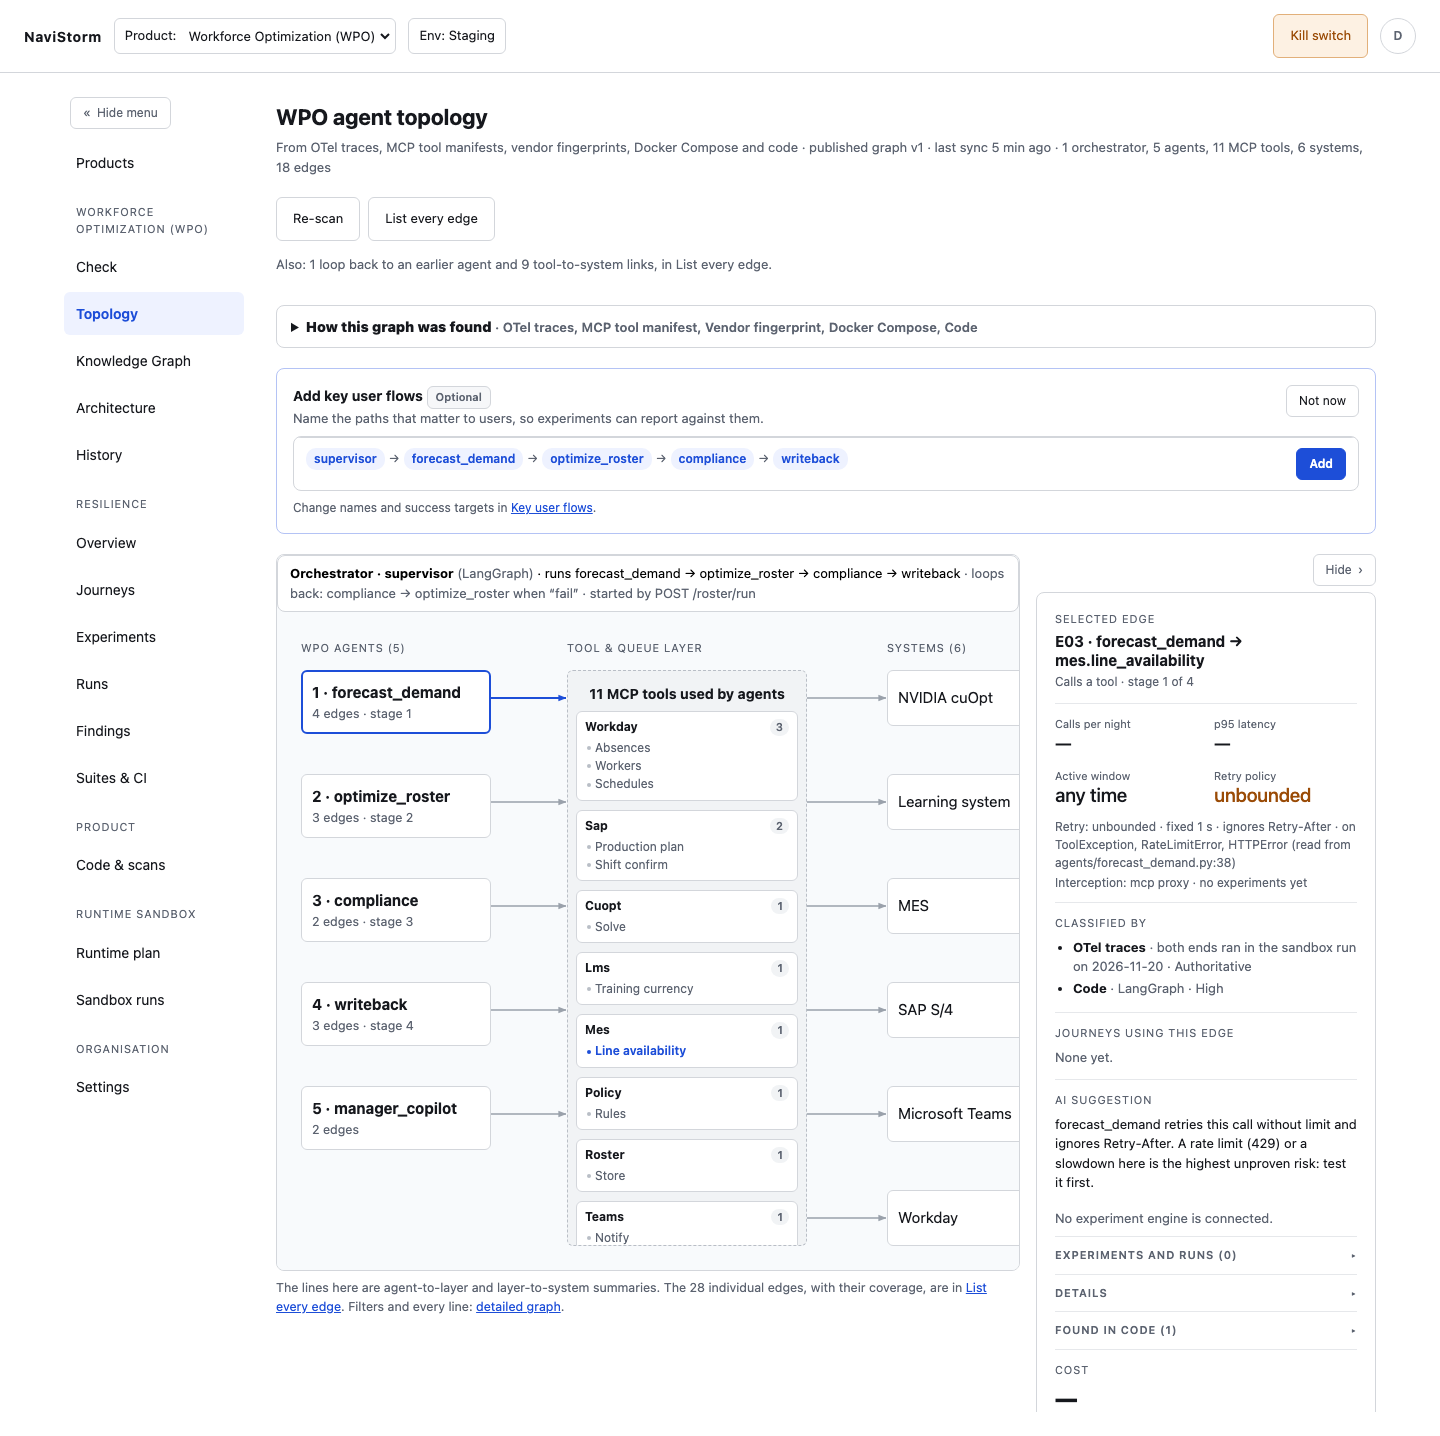 NaviStorm
Product: Workforce Optimization (WPO)
Env: Staging
Kill switch
D
« Hide menu
Products
WORKFORCE
OPTIMIZATION (WPO)
Check
Topology
Knowledge Graph
Architecture
History
RESILIENCE
Overview
Journeys
Experiments
Runs
Findings
Suites & CI
PRODUCT
Code & scans
RUNTIME SANDBOX
Runtime plan
Sandbox runs
ORGANISATION
Settings
WPO agent topology
From OTel traces, MCP tool manifests, vendor fingerprints, Docker Compose and code · published graph v1 · last sync 5 min ago · 1 orchestrator, 5 agents, 11 MCP tools, 6 systems,
18 edges
Re-scan
List every edge
Also: 1 loop back to an earlier agent and 9 tool-to-system links, in List every edge.
▶ How this graph was found · OTel traces, MCP tool manifest, Vendor fingerprint, Docker Compose, Code
Add key user flows Optional
Not now
Name the paths that matter to users, so experiments can report against them.
supervisor → forecast_demand → optimize_roster → compliance → writeback
Add
Change names and success targets in Key user flows.
Orchestrator · supervisor (LangGraph) · runs forecast_demand → optimize_roster → compliance → writeback · loops
back: compliance → optimize_roster when “fail” · started by POST /roster/run
WPO AGENTS (5)
1 · forecast_demand
4 edges · stage 1
2 · optimize_roster
3 edges · stage 2
3 · compliance
2 edges · stage 3
4 · writeback
3 edges · stage 4
5 · manager_copilot
2 edges
TOOL & QUEUE LAYER
11 MCP tools used by agents
Workday 3
• Absences
• Workers
• Schedules
Sap 2
• Production plan
• Shift confirm
Cuopt 1
• Solve
Lms 1
• Training currency
Mes 1
• Line availability
Policy 1
• Rules
Roster 1
• Store
Teams 1
• Notify
SYSTEMS (6)
NVIDIA cuOpt
Learning system
MES
SAP S/4
Microsoft Teams
Workday
The lines here are agent-to-layer and layer-to-system summaries. The 28 individual edges, with their coverage, are in List
every edge. Filters and every line: detailed graph.
Hide ›
SELECTED EDGE
E03 · forecast_demand →
mes.line_availability
Calls a tool · stage 1 of 4
Calls per night
—
p95 latency
—
Active window
any time
Retry policy
unbounded
Retry: unbounded · fixed 1 s · ignores Retry-After · on
ToolException, RateLimitError, HTTPError (read from
agents/forecast_demand.py:38)
Interception: mcp proxy · no experiments yet
CLASSIFIED BY
• OTel traces · both ends ran in the sandbox run
on 2026-11-20 · Authoritative
• Code · LangGraph · High
JOURNEYS USING THIS EDGE
None yet.
AI SUGGESTION
forecast_demand retries this call without limit and
ignores Retry-After. A rate limit (429) or a
slowdown here is the highest unproven risk: test
it first.
No experiment engine is connected.
EXPERIMENTS AND RUNS (0) ▸
DETAILS ▸
FOUND IN CODE (1) ▸
COST
—